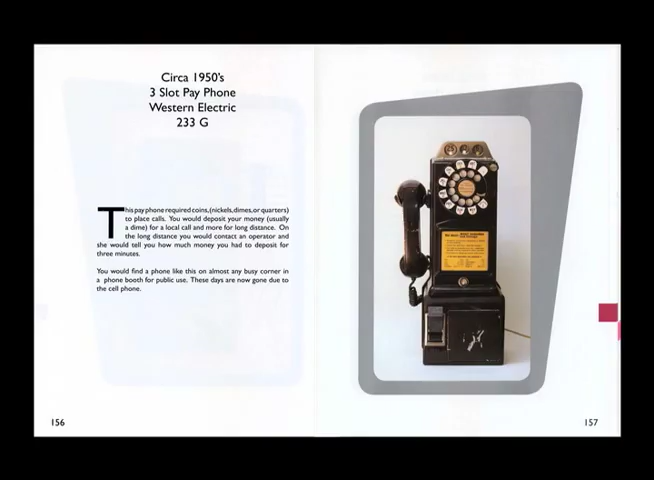 Circa 1950's
3 Slot Pay Phone
Western Electric
233 G
This pay phone required coins, (nickels, dimes, or quarters)
to place calls. You would deposit your money (usually
a dime) for a local call and more for long distance. On
the long distance you would contact an operator and
she would tell you how much money you had to deposit for
three minutes.
You would find a phone like this on almost any busy corner in
a phone booth for public use. These days are now gone due to
the cell phone.
156
157